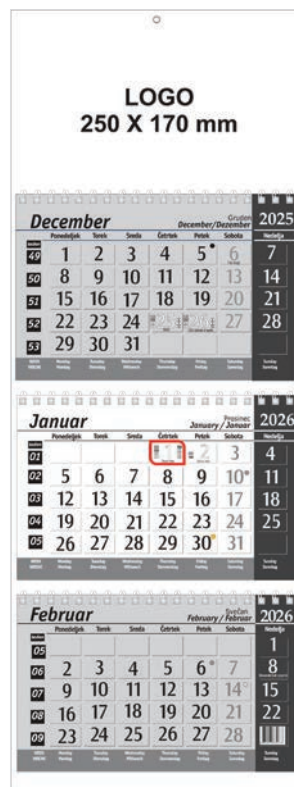 LOGO
250 X 170 mm
December
Gruden
December/Dezember
2025
Ponedeljek Torek Sreda Četrtek Petek Sobota Nedelja
49 1 2 3 4 5 6 7
50 8 9 10 11 12 13 14
51 15 16 17 18 19 20 21
52 22 23 24 25 26 27 28
53 29 30 31
Januar
Prosinec
January / Januar
2026
Ponedeljek Torek Sreda Četrtek Petek Sobota Nedelja
01 1 2 3 4
02 5 6 7 8 9 10 11
03 12 13 14 15 16 17 18
04 19 20 21 22 23 24 25
05 26 27 28 29 30 31
Februar
Svečan
February / Februar
2026
Ponedeljek Torek Sreda Četrtek Petek Sobota Nedelja
05 1
06 2 3 4 5 6 7 8
07 9 10 11 12 13 14 15
08 16 17 18 19 20 21 22
09 23 24 25 26 27 28